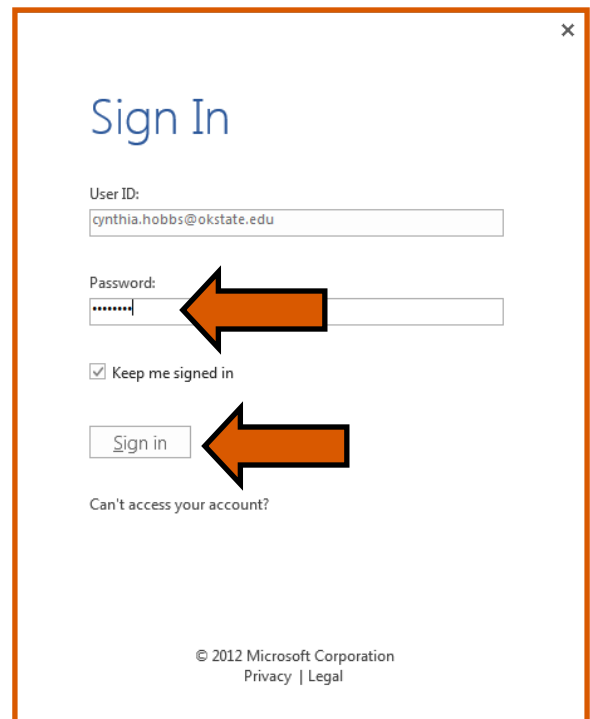 Sign In
User ID:
cynthia.hobbs@okstate.edu
Password:
••••••••
Keep me signed in
Sign in
Can't access your account?
© 2012 Microsoft Corporation
Privacy | Legal